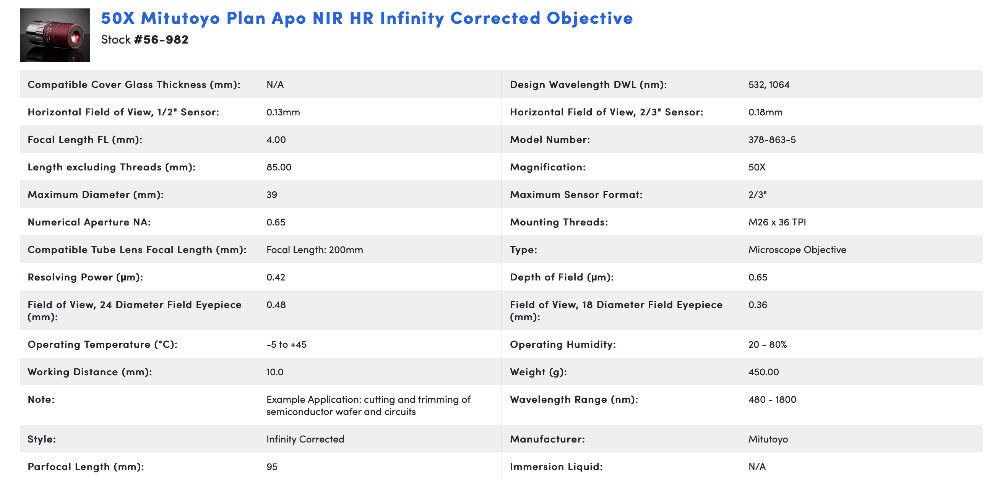 50X Mitutoyo Plan Apo NIR HR Infinity Corrected Objective
Stock #56-982
Compatible Cover Glass Thickness (mm): N/A
Design Wavelength DWL (nm): 532, 1064
Horizontal Field of View, 1/2" Sensor: 0.13mm
Horizontal Field of View, 2/3" Sensor: 0.18mm
Focal Length FL (mm): 4.00
Model Number: 378-863-5
Length excluding Threads (mm): 85.00
Magnification: 50X
Maximum Diameter (mm): 39
Maximum Sensor Format: 2/3"
Numerical Aperture NA: 0.65
Mounting Threads: M26 x 36 TPI
Compatible Tube Lens Focal Length (mm): Focal Length: 200mm
Type: Microscope Objective
Resolving Power (μm): 0.42
Depth of Field (μm): 0.65
Field of View, 24 Diameter Field Eyepiece 0.48
(mm):
Field of View, 18 Diameter Field Eyepiece 0.36
(mm):
Operating Temperature (°C): -5 to +45
Operating Humidity: 20 - 80%
Working Distance (mm): 10.0
Weight (g): 450.00
Note: Example Application: cutting and trimming of
semiconductor wafer and circuits
Wavelength Range (nm): 480 - 1800
Style: Infinity Corrected
Manufacturer: Mitutoyo
Parfocal Length (mm): 95
Immersion Liquid: N/A